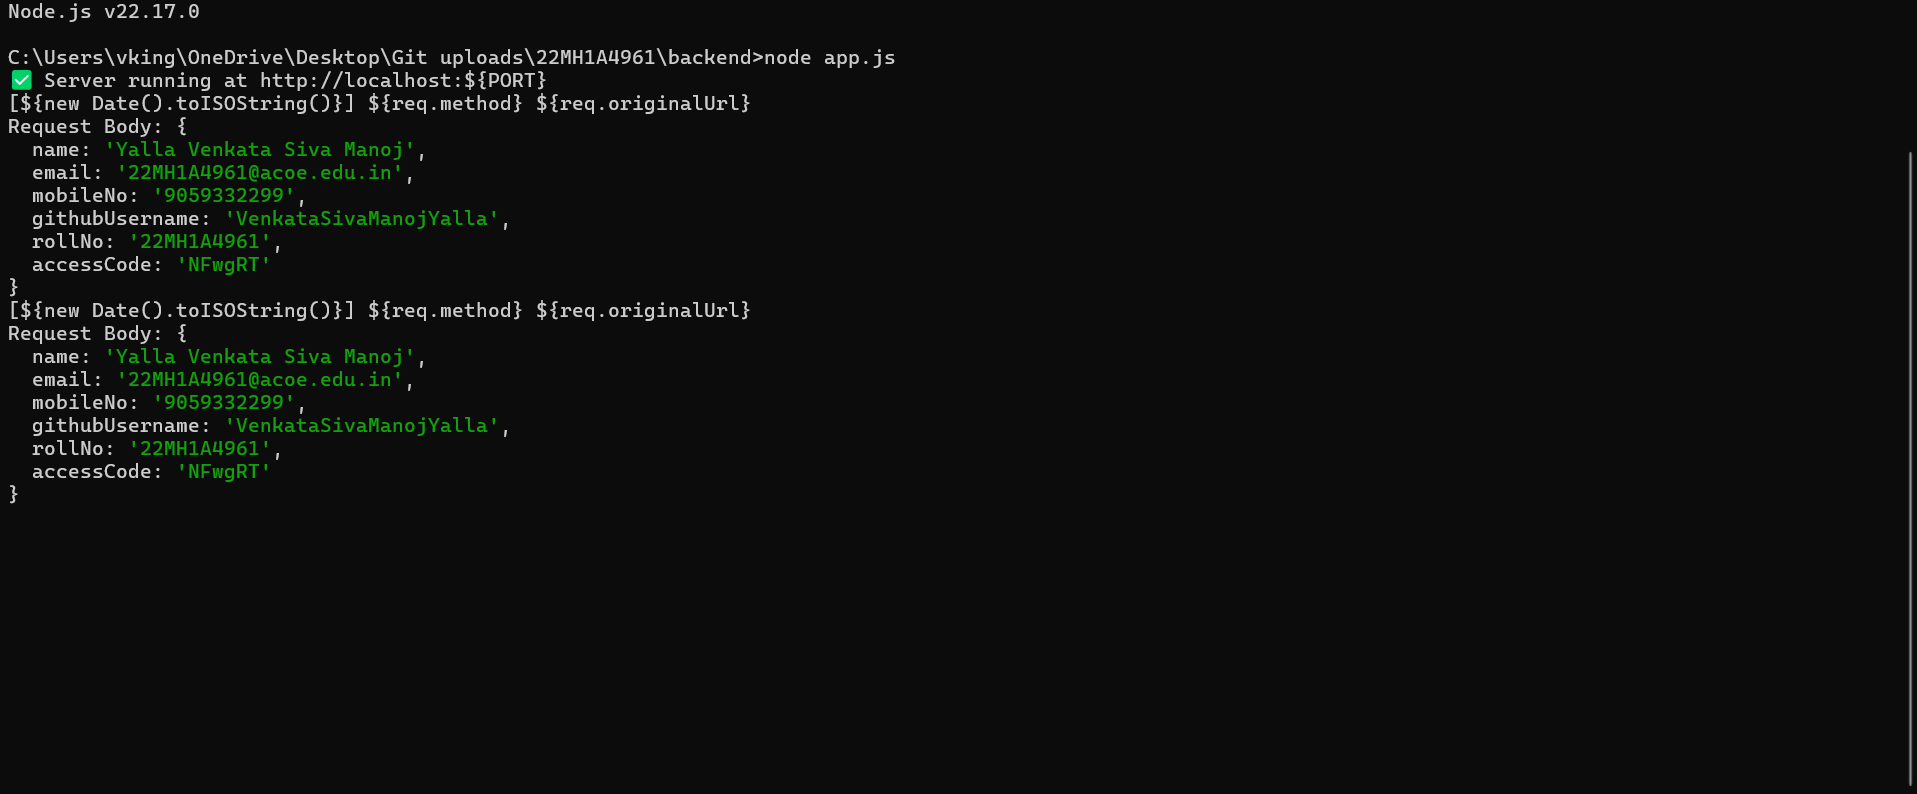 Node.js v22.17.0
C:\Users\vking\OneDrive\Desktop\Git uploads\22MH1A4961\backend>node app.js
✅ Server running at http://localhost:${PORT}
[${new Date().toISOString()}] ${req.method} ${req.originalUrl}
Request Body: {
  name: 'Yalla Venkata Siva Manoj',
  email: '22MH1A4961@acoe.edu.in',
  mobileNo: '9059332299',
  githubUsername: 'VenkataSivaManojYalla',
  rollNo: '22MH1A4961',
  accessCode: 'NFwgRT'
}
[${new Date().toISOString()}] ${req.method} ${req.originalUrl}
Request Body: {
  name: 'Yalla Venkata Siva Manoj',
  email: '22MH1A4961@acoe.edu.in',
  mobileNo: '9059332299',
  githubUsername: 'VenkataSivaManojYalla',
  rollNo: '22MH1A4961',
  accessCode: 'NFwgRT'
}